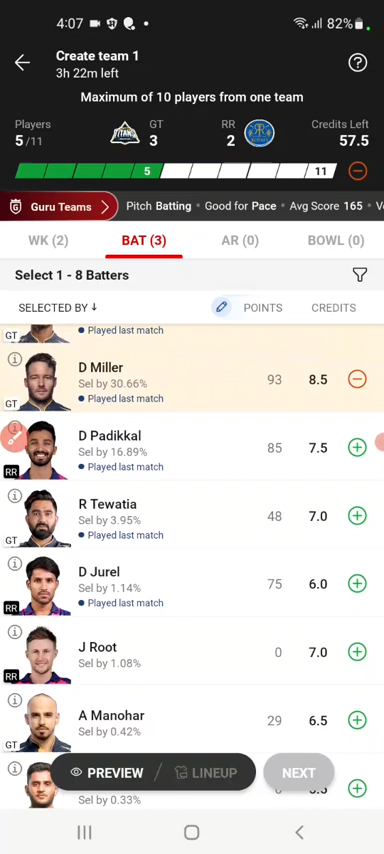 4:07
82%
Create team 1
3h 22m left
Maximum of 10 players from one team
Players
5/11
TITANS
GT
3
RR
2
Credits Left
57.5
5
11
Guru Teams
Pitch Batting • Good for Pace • Avg Score 165 •
WK (2)
BAT (3)
AR (0)
BOWL (0)
Select 1 - 8 Batters
SELECTED BY ↓
POINTS
CREDITS
GT
Played last match
D Miller
Sel by 30.66%
Played last match
GT
93
8.5
D Padikkal
Sel by 16.89%
Played last match
RR
85
7.5
R Tewatia
Sel by 3.95%
Played last match
GT
48
7.0
D Jurel
Sel by 1.14%
Played last match
RR
75
6.0
J Root
Sel by 1.08%
RR
0
7.0
A Manohar
Sel by 0.42%
GT
29
6.5
Sel by 0.33%
PREVIEW / LINEUP
NEXT